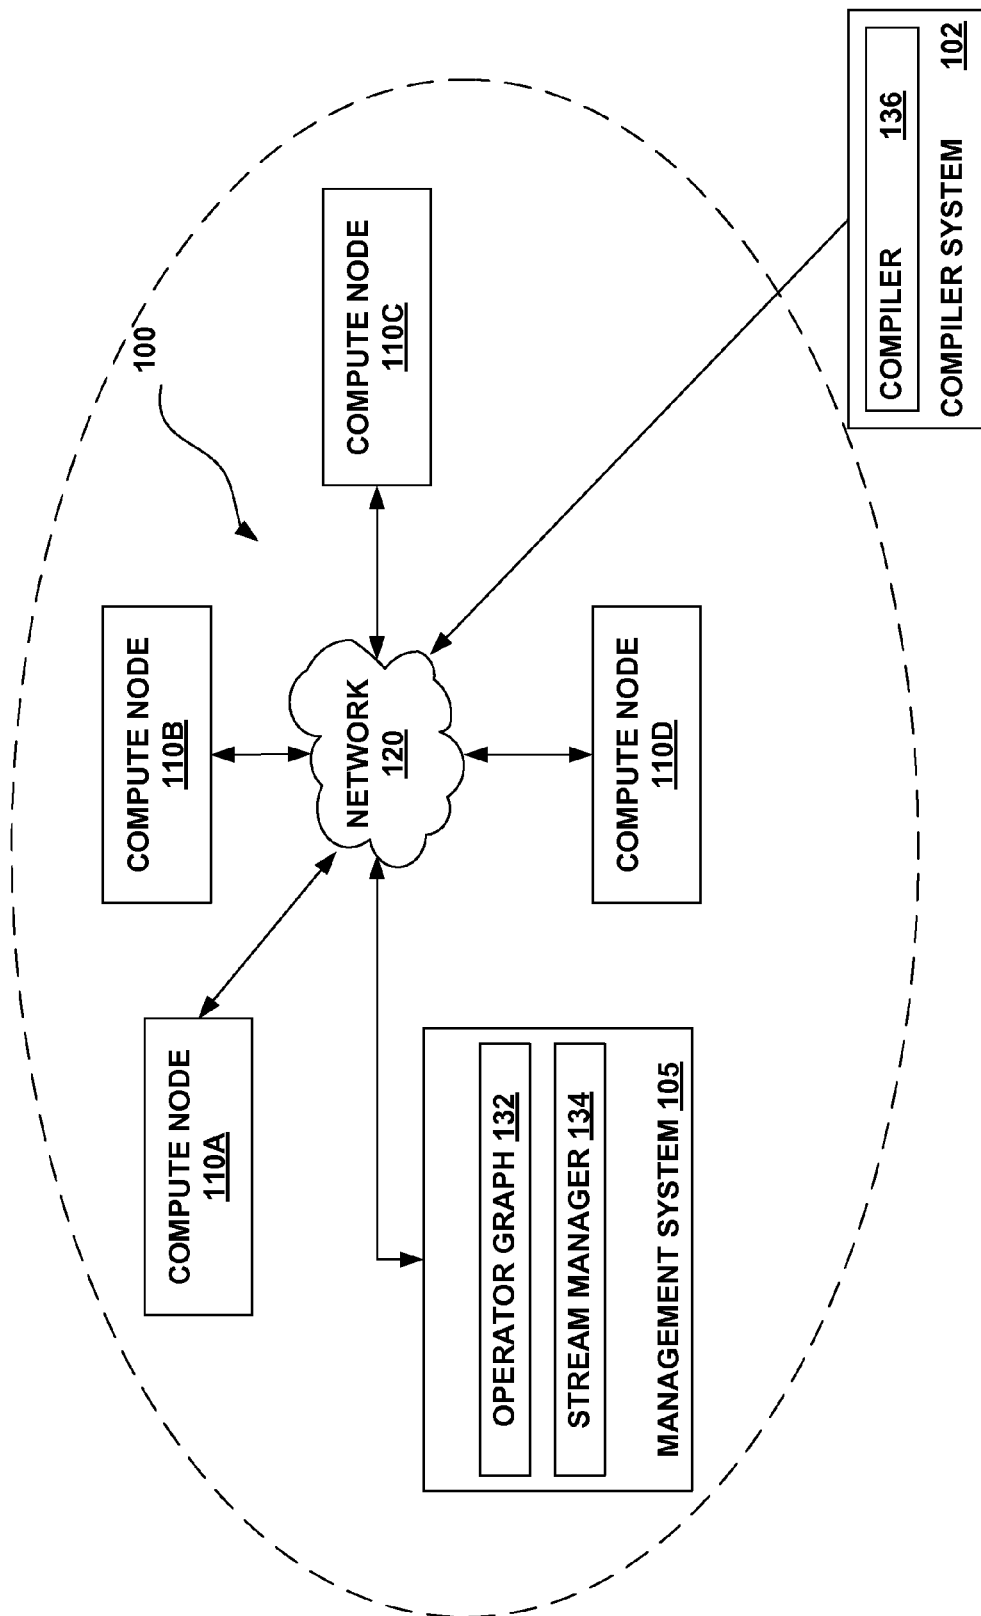 100
COMPUTE NODE
110A
COMPUTE NODE
110B
COMPUTE NODE
110C
NETWORK
120
COMPUTE NODE
110D
OPERATOR GRAPH 132
STREAM MANAGER 134
MANAGEMENT SYSTEM 105
COMPILER 136
COMPILER SYSTEM 102